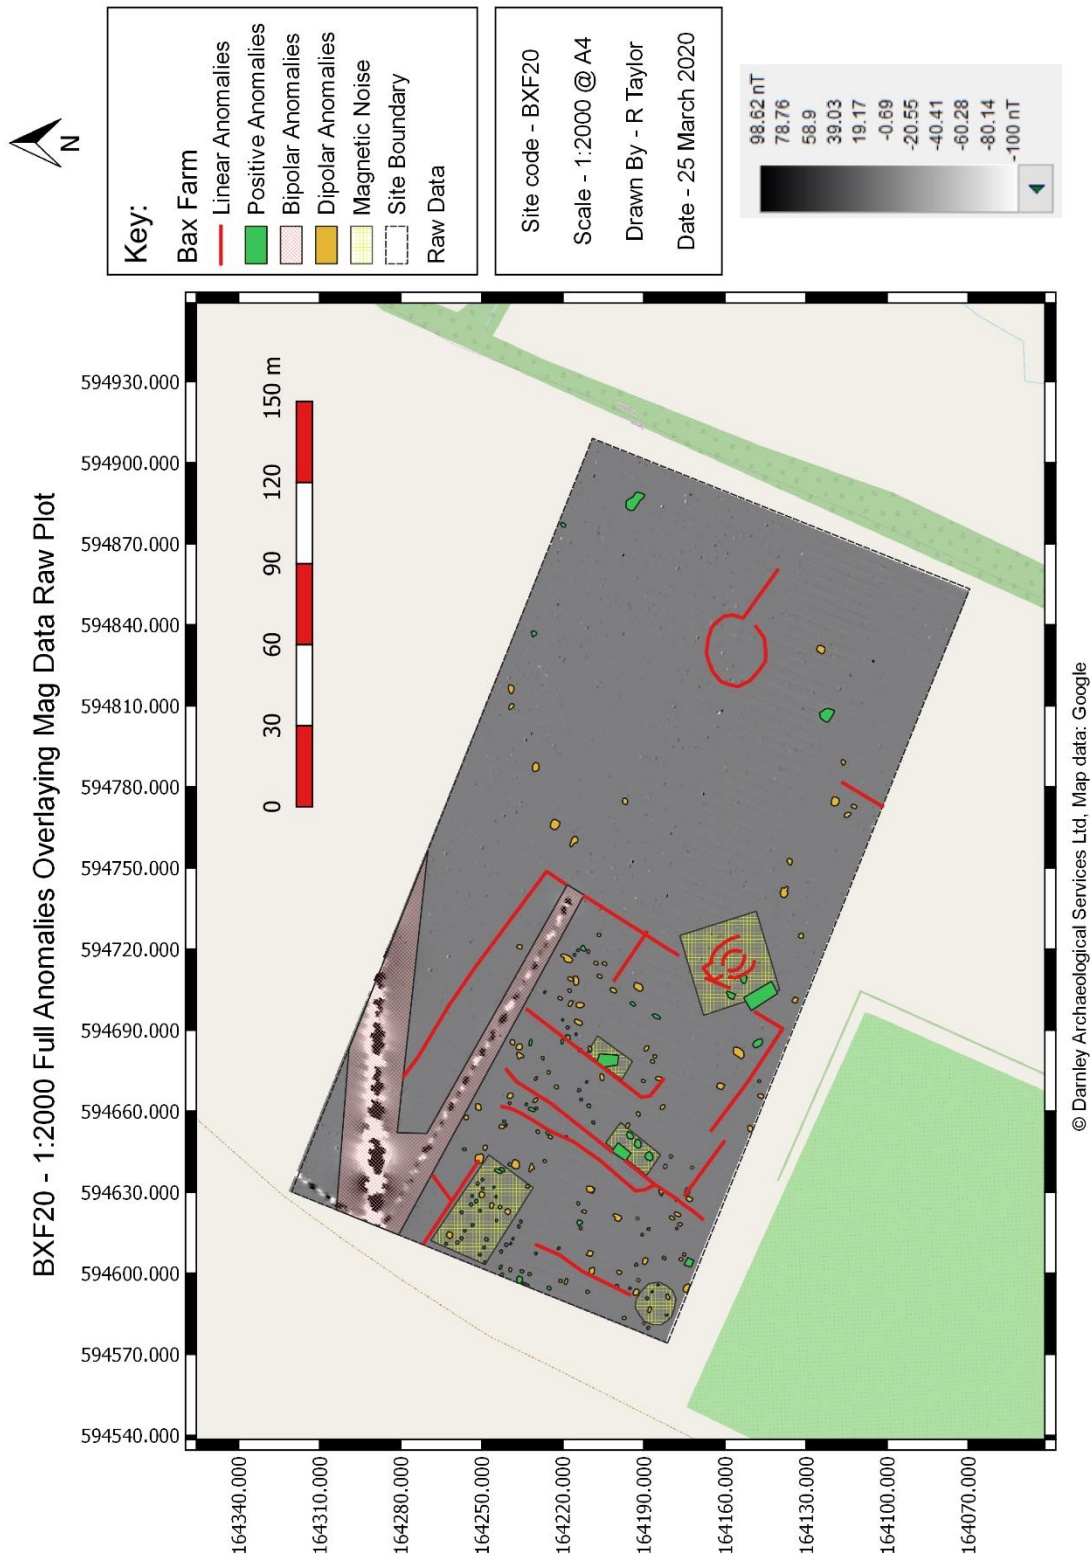 BXF20 - 1:2000 Full Anomalies Overlaying Mag Data Raw Plot
N
Key:
Bax Farm
Linear Anomalies
Positive Anomalies
Bipolar Anomalies
Dipolar Anomalies
Magnetic Noise
Site Boundary
Raw Data
Site code - BXF20
Scale - 1:2000 @ A4
Drawn By - R Taylor
Date - 25 March 2020
98.62 nT
78.76
58.9
39.03
19.17
-0.69
-20.55
-40.41
-60.28
-80.14
-100 nT
0 30 60 90 120 150 m
594540.000 594570.000 594600.000 594630.000 594660.000 594690.000 594720.000 594750.000 594780.000 594810.000 594840.000 594870.000 594900.000 594930.000
164340.000
164310.000
164280.000
164250.000
164220.000
164190.000
164160.000
164130.000
164100.000
164070.000
© Darnley Archaeological Services Ltd, Map data: Google